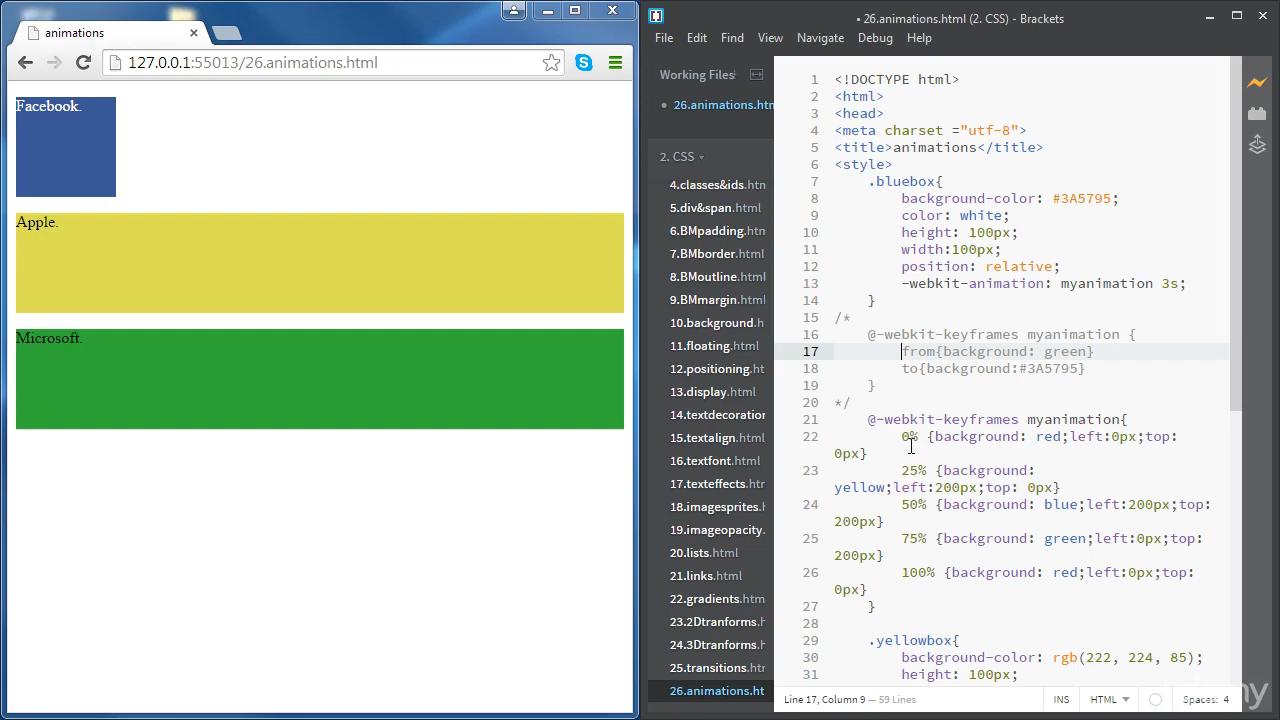 animations
127.0.0.1:55013/26.animations.html
Facebook.
Apple.
Microsoft.
• 26.animations.html (2. CSS) - Brackets
File Edit Find View Navigate Debug Help
Working Files
26.animations.htm
2. CSS
4.classes&ids.htm
5.div&span.html
6.BMpadding.htm
7.BMborder.html
8.BMoutline.html
9.BMmargin.html
10.background.h
11.floating.html
12.positioning.ht
13.display.html
14.textdecoration
15.textalign.html
16.textfont.html
17.texteffects.html
18.imagesprites.h
19.imageopacity.
20.lists.html
21.links.html
22.gradients.html
23.2Dtranforms.h
24.3Dtranforms.h
25.transitions.html
26.animations.ht
1 <!DOCTYPE html>
2 <html>
3 <head>
4 <meta charset ="utf-8">
5 <title>animations</title>
6 <style>
7 .bluebox{
8 background-color: #3A5795;
9 color: white;
10 height: 100px;
11 width:100px;
12 position: relative;
13 -webkit-animation: myanimation 3s;
14 }
15 /*
16 @-webkit-keyframes myanimation {
17 from{background: green}
18 to{background:#3A5795}
19 }
20 */
21 @-webkit-keyframes myanimation{
22 0% {background: red;left:0px;top:
0px}
23 25% {background:
yellow;left:200px;top: 0px}
24 50% {background: blue;left:200px;top:
200px}
25 75% {background: green;left:0px;top:
200px}
26 100% {background: red;left:0px;top:
0px}
27 }
28
29 .yellowbox{
30 background-color: rgb(222, 224, 85);
31 height: 100px;
Line 17, Column 9 — 59 Lines
INS
HTML
Spaces: 4